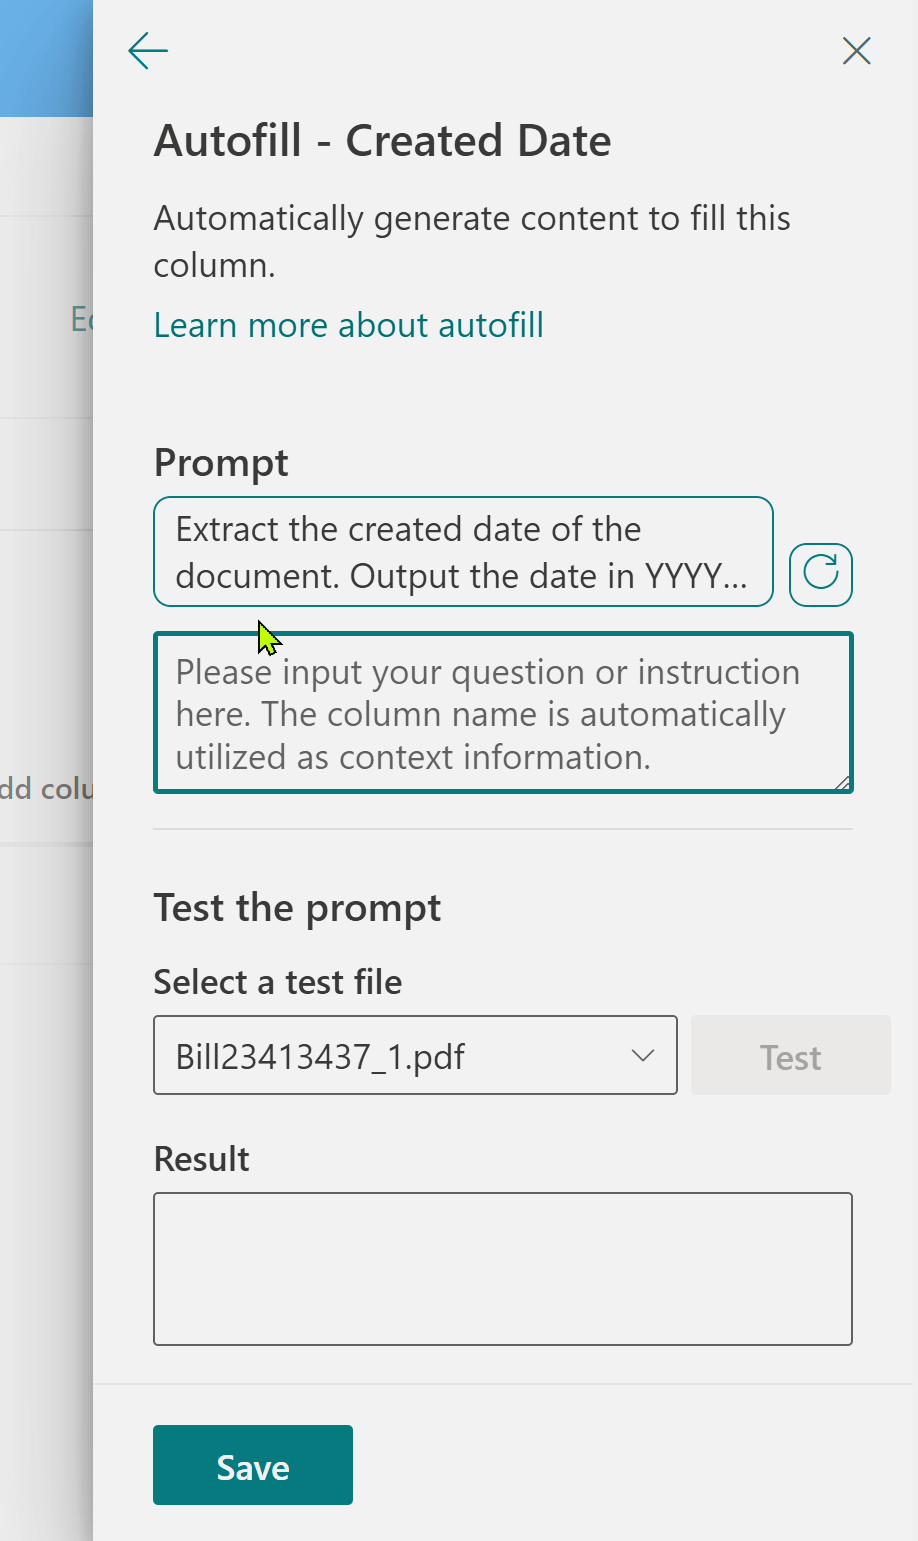 Autofill - Created Date
Automatically generate content to fill this
column.
Learn more about autofill
Prompt
Extract the created date of the
document. Output the date in YYYY...
Please input your question or instruction
here. The column name is automatically
utilized as context information.
dd colu
Test the prompt
Select a test file
Bill23413437_1.pdf
Test
Result
Save